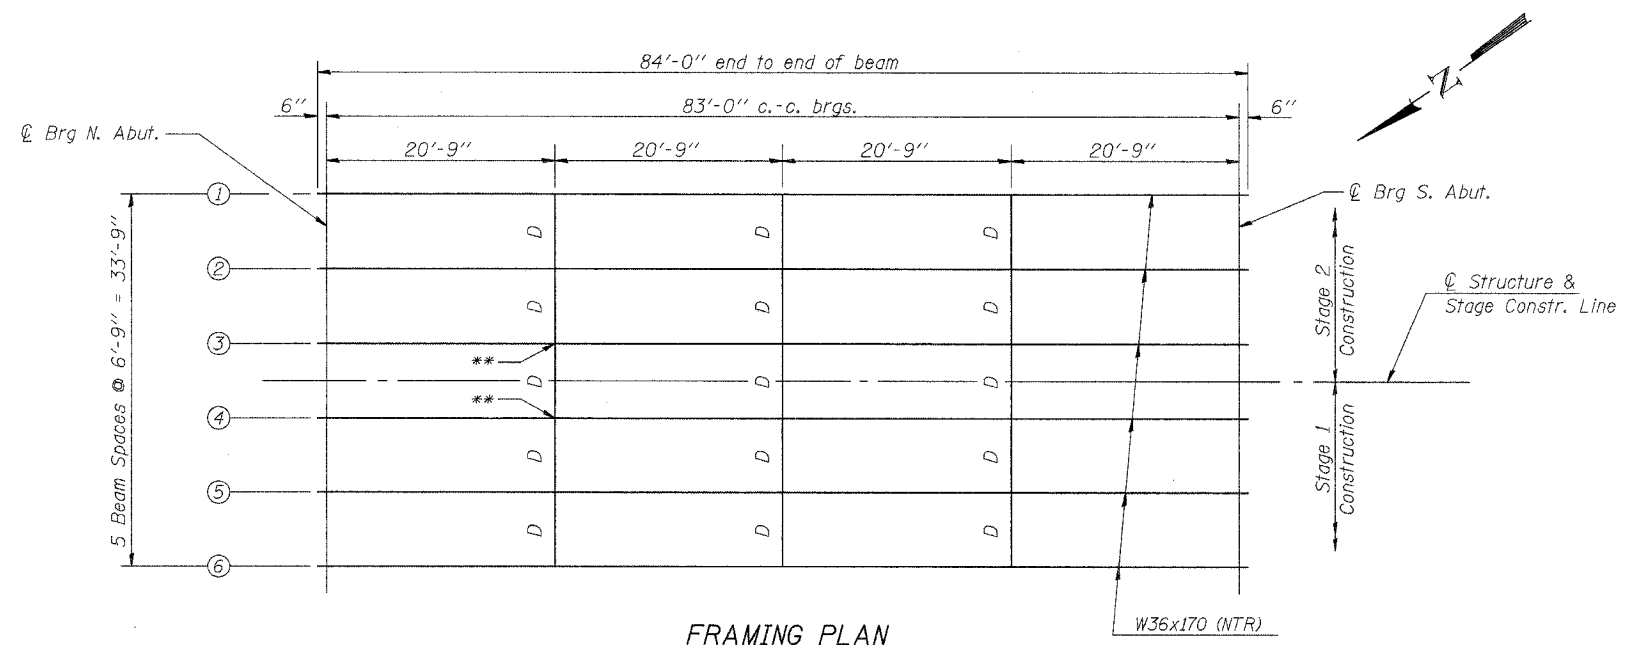 84'-0" end to end of beam
N
6"
83'-0" c.-c. brgs.
6"
℄ Brg N. Abut.
20'-9"
20'-9"
20'-9"
20'-9"
℄ Brg S. Abut.
5 Beam Spaces @ 6'-9" = 33'-9"
1
D
D
D
2
D
D
D
Stage 2
Construction
℄ Structure &
Stage Constr. Line
3
**
D
D
D
**
4
D
D
D
Stage 1
Construction
5
D
D
D
6
W36x170 (NTR)
FRAMING PLAN